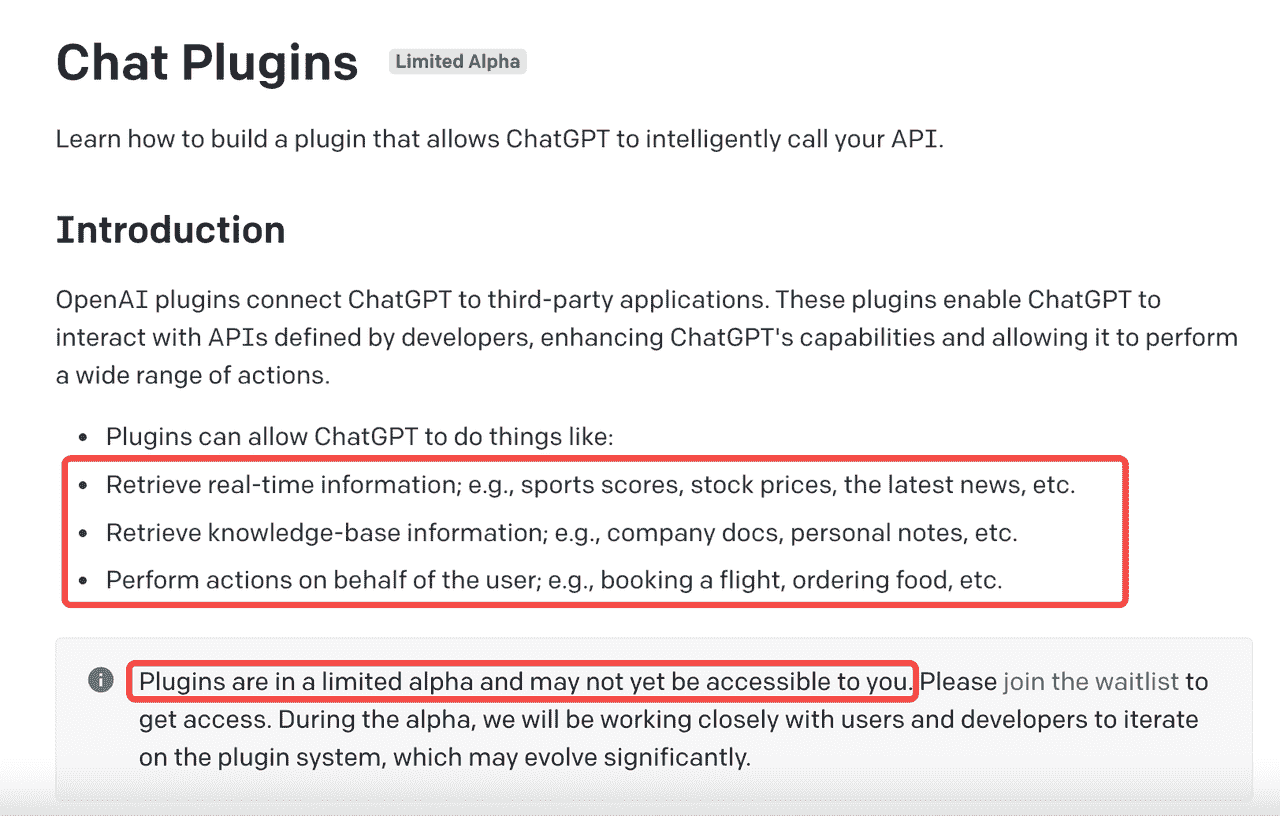 Chat Plugins Limited Alpha
Learn how to build a plugin that allows ChatGPT to intelligently call your API.
Introduction
OpenAI plugins connect ChatGPT to third-party applications. These plugins enable ChatGPT to
interact with APIs defined by developers, enhancing ChatGPT's capabilities and allowing it to perform
a wide range of actions.
• Plugins can allow ChatGPT to do things like:
• Retrieve real-time information; e.g., sports scores, stock prices, the latest news, etc.
• Retrieve knowledge-base information; e.g., company docs, personal notes, etc.
• Perform actions on behalf of the user; e.g., booking a flight, ordering food, etc.
Plugins are in a limited alpha and may not yet be accessible to you. Please join the waitlist to
get access. During the alpha, we will be working closely with users and developers to iterate
on the plugin system, which may evolve significantly.